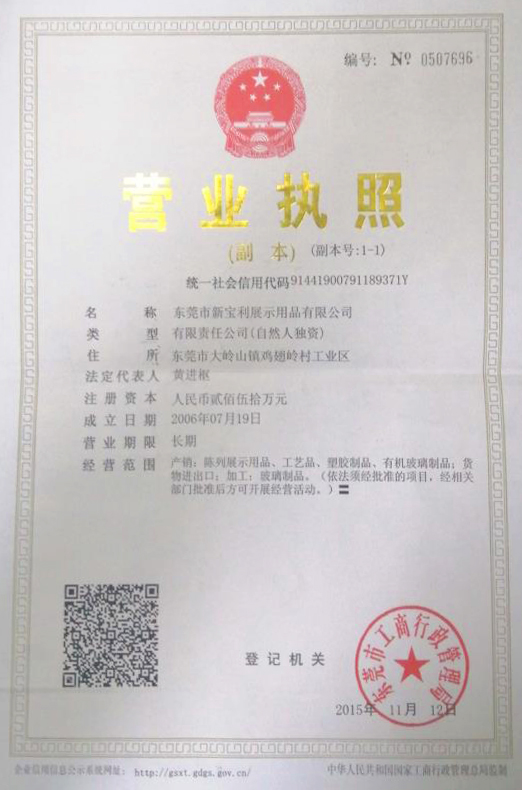 编号: № 0507696
营业执照
(副 本) (副本号:1-1)
统一社会信用代码91441900791189371Y
名 称 东莞市新宝利展示用品有限公司
类 型 有限责任公司(自然人独资)
住 所 东莞市大岭山镇鸡翅岭村工业区
法定代表人 黄进枢
注册资本 人民币贰佰伍拾万元
成立日期 2006年07月19日
营业期限 长期
经营范围 产销：陈列展示用品、工艺品、塑胶制品、有机玻璃制品；货
物进出口；加工：玻璃制品。（依法须经批准的项目，经相关
部门批准后方可开展经营活动。）〓
登记机关
东莞市工商行政管理局
2015年 11月 12日
企业信用信息公示系统网址： http://gsxt.gdgs.gov.cn/
中华人民共和国国家工商行政管理总局监制